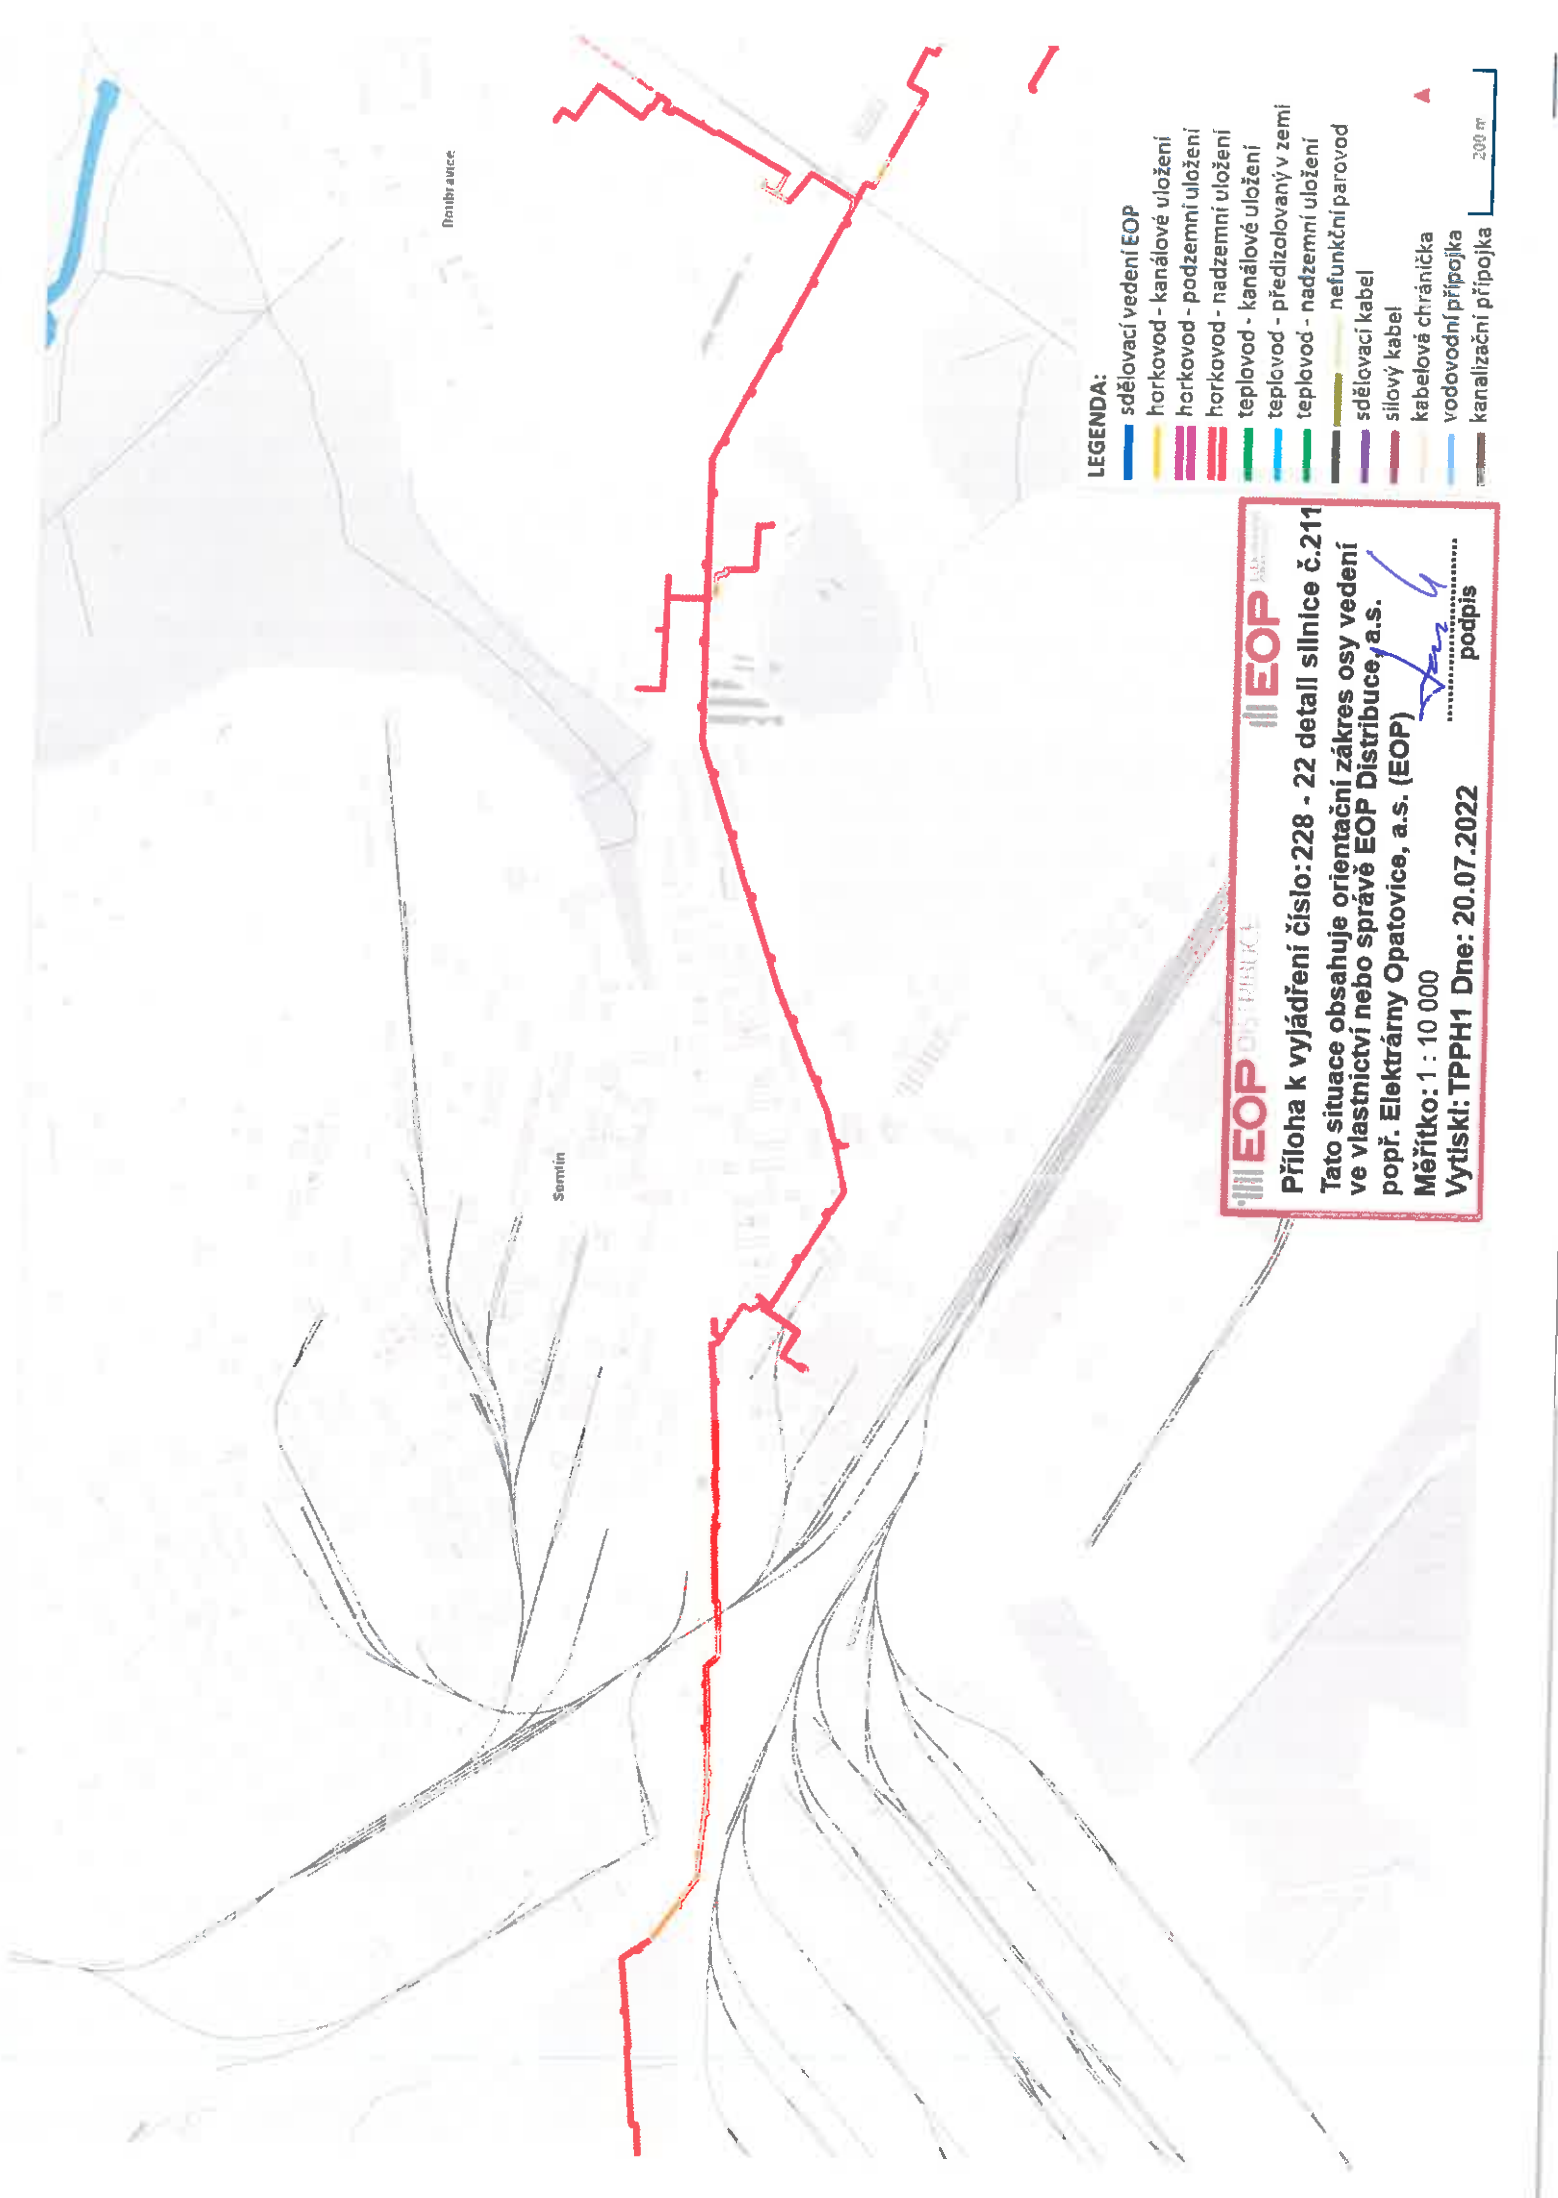 Doubravice
Semtín
LEGENDA:
sdělovací vedení EOP
horkovod - kanálové uložení
horkovod - podzemní uložení
horkovod - nadzemní uložení
teplovod - kanálové uložení
teplovod - předizolovaný v zemi
teplovod - nadzemní uložení
nefunkční parovod
sdělovací kabel
silový kabel
kabelová chránička
vodovodní přípojka
kanalizační přípojka
200 m
EOP DISTRIBUCE
EOP
Příloha k vyjádření číslo:228 - 22 detail silnice č.211
Tato situace obsahuje orientační zákres osy vedení
ve vlastnictví nebo správě EOP Distribuce, a.s.
popř. Elektrárny Opatovice, a.s. (EOP)
Měřítko: 1 : 10 000
Vytiskl: TPPH1 Dne: 20.07.2022
podpis